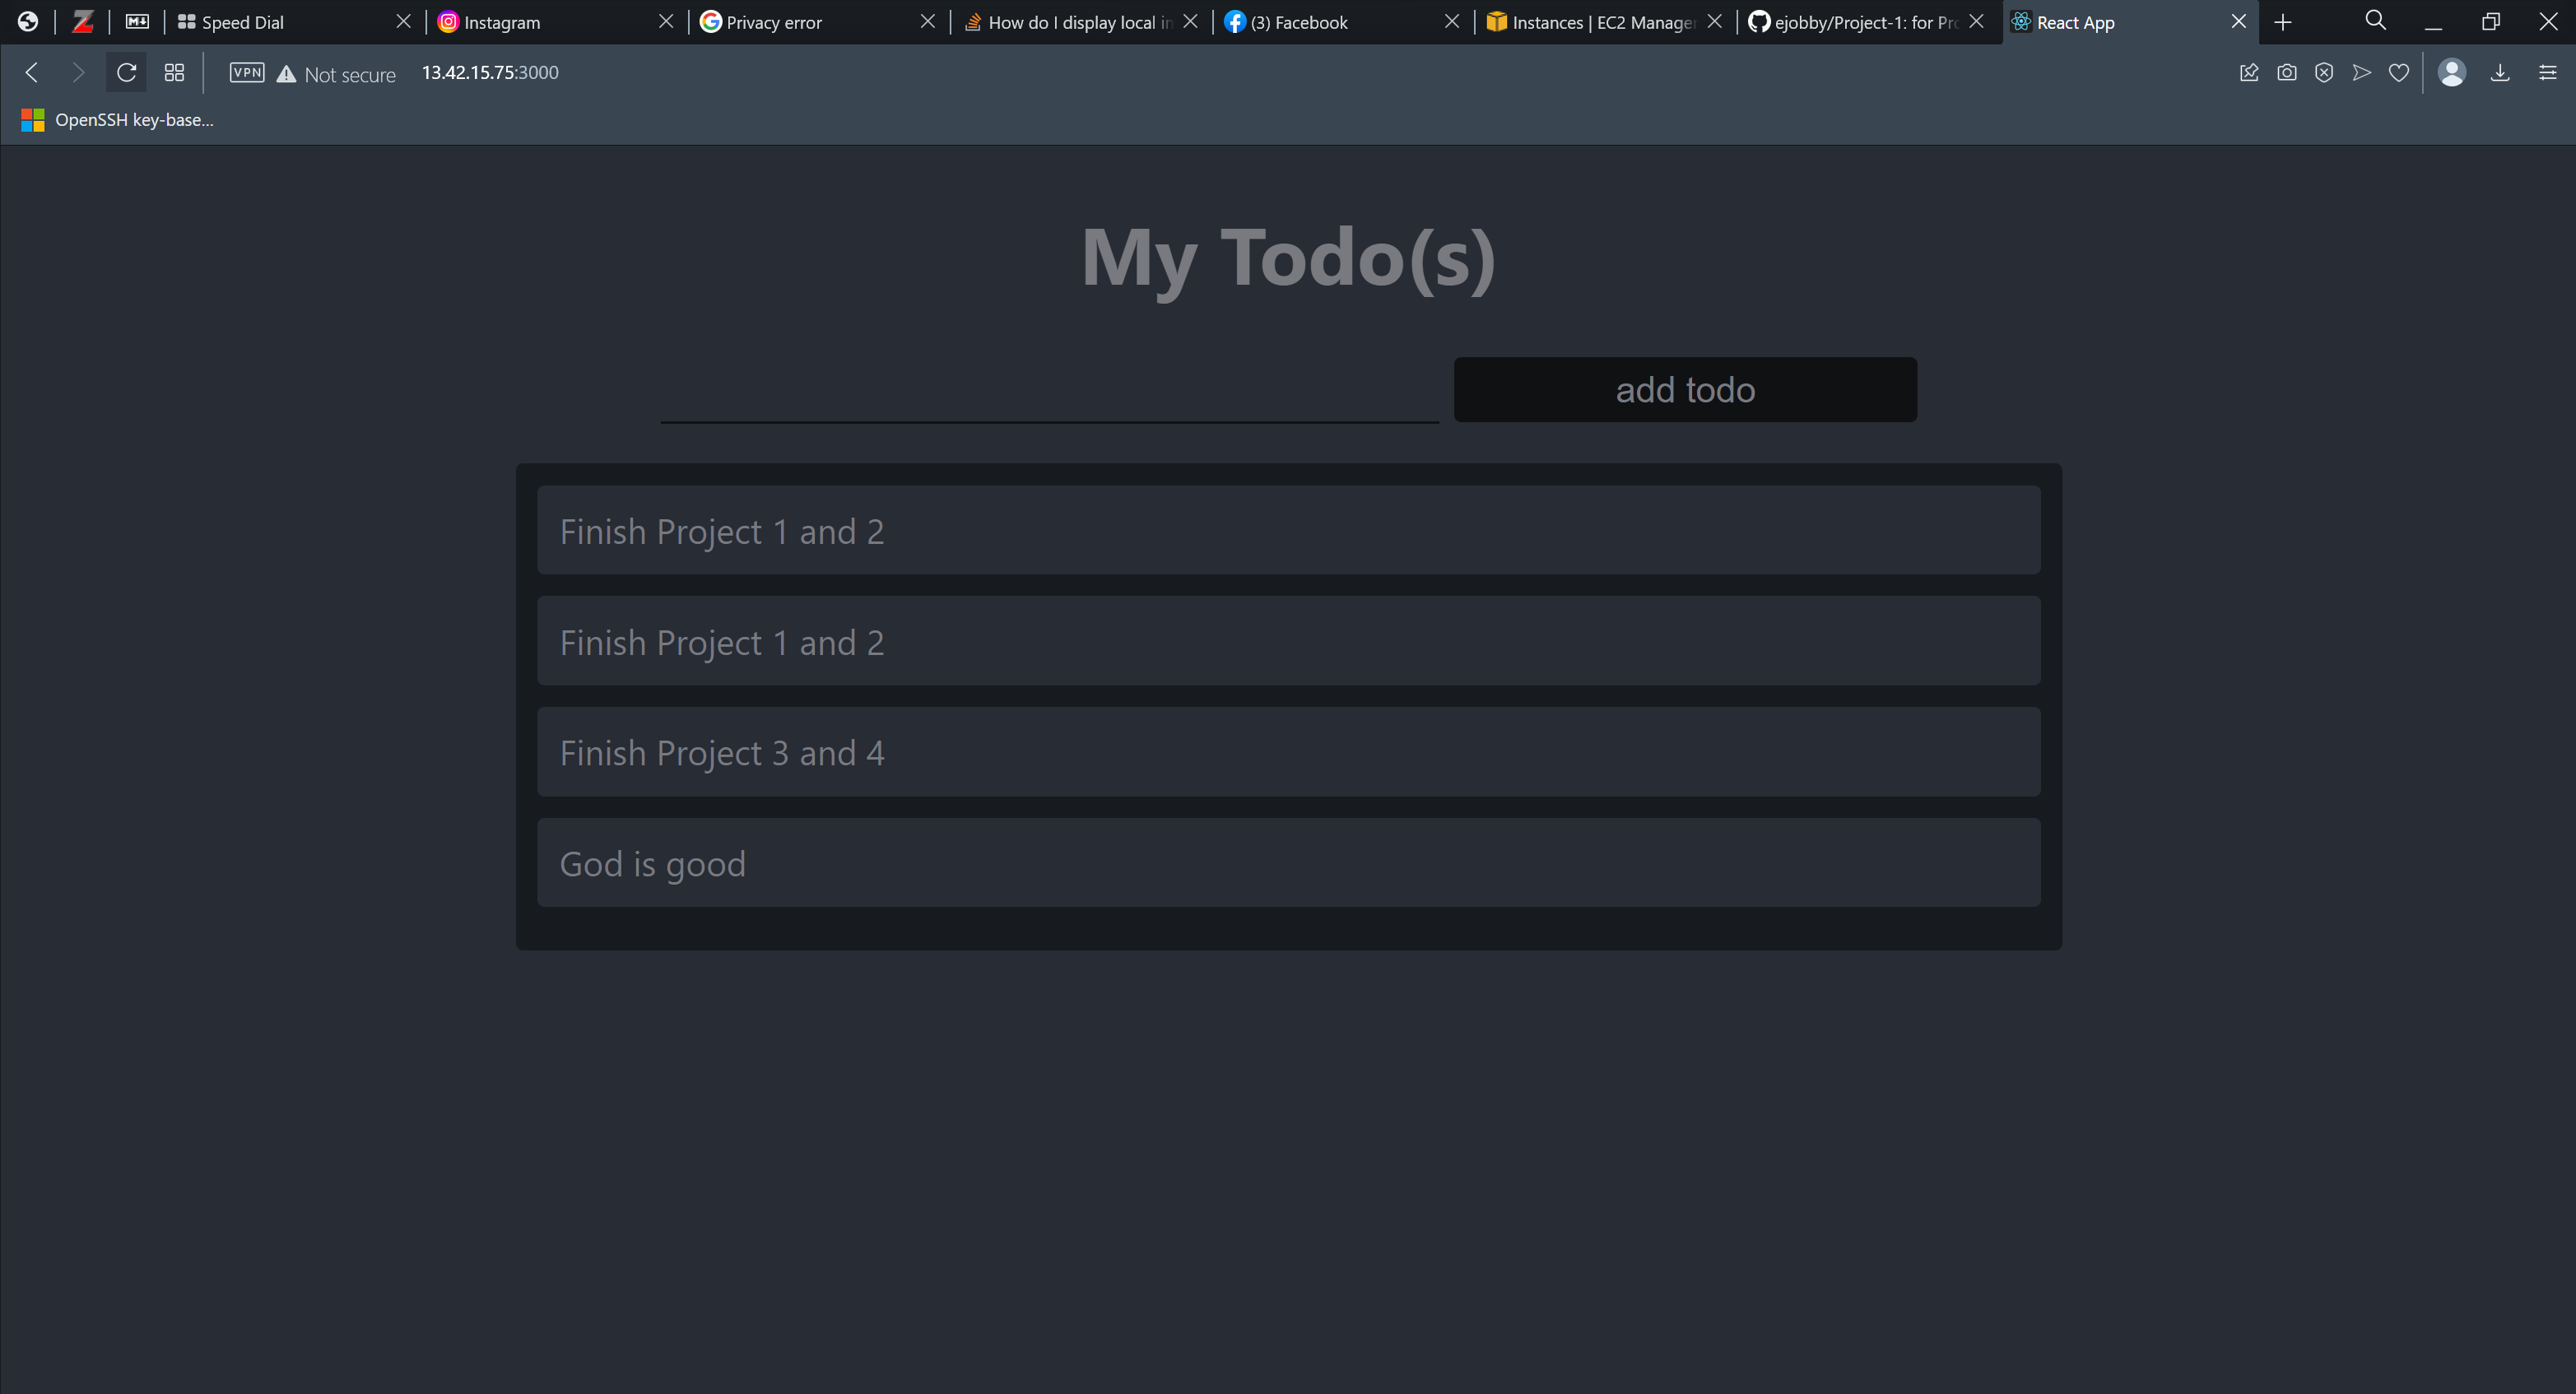 Speed Dial
Instagram
Privacy error
How do I display local in
(3) Facebook
Instances | EC2 Manager
ejobby/Project-1: for Pro
React App
VPN
Not secure
13.42.15.75:3000
OpenSSH key-base...
My Todo(s)
add todo
Finish Project 1 and 2
Finish Project 1 and 2
Finish Project 3 and 4
God is good